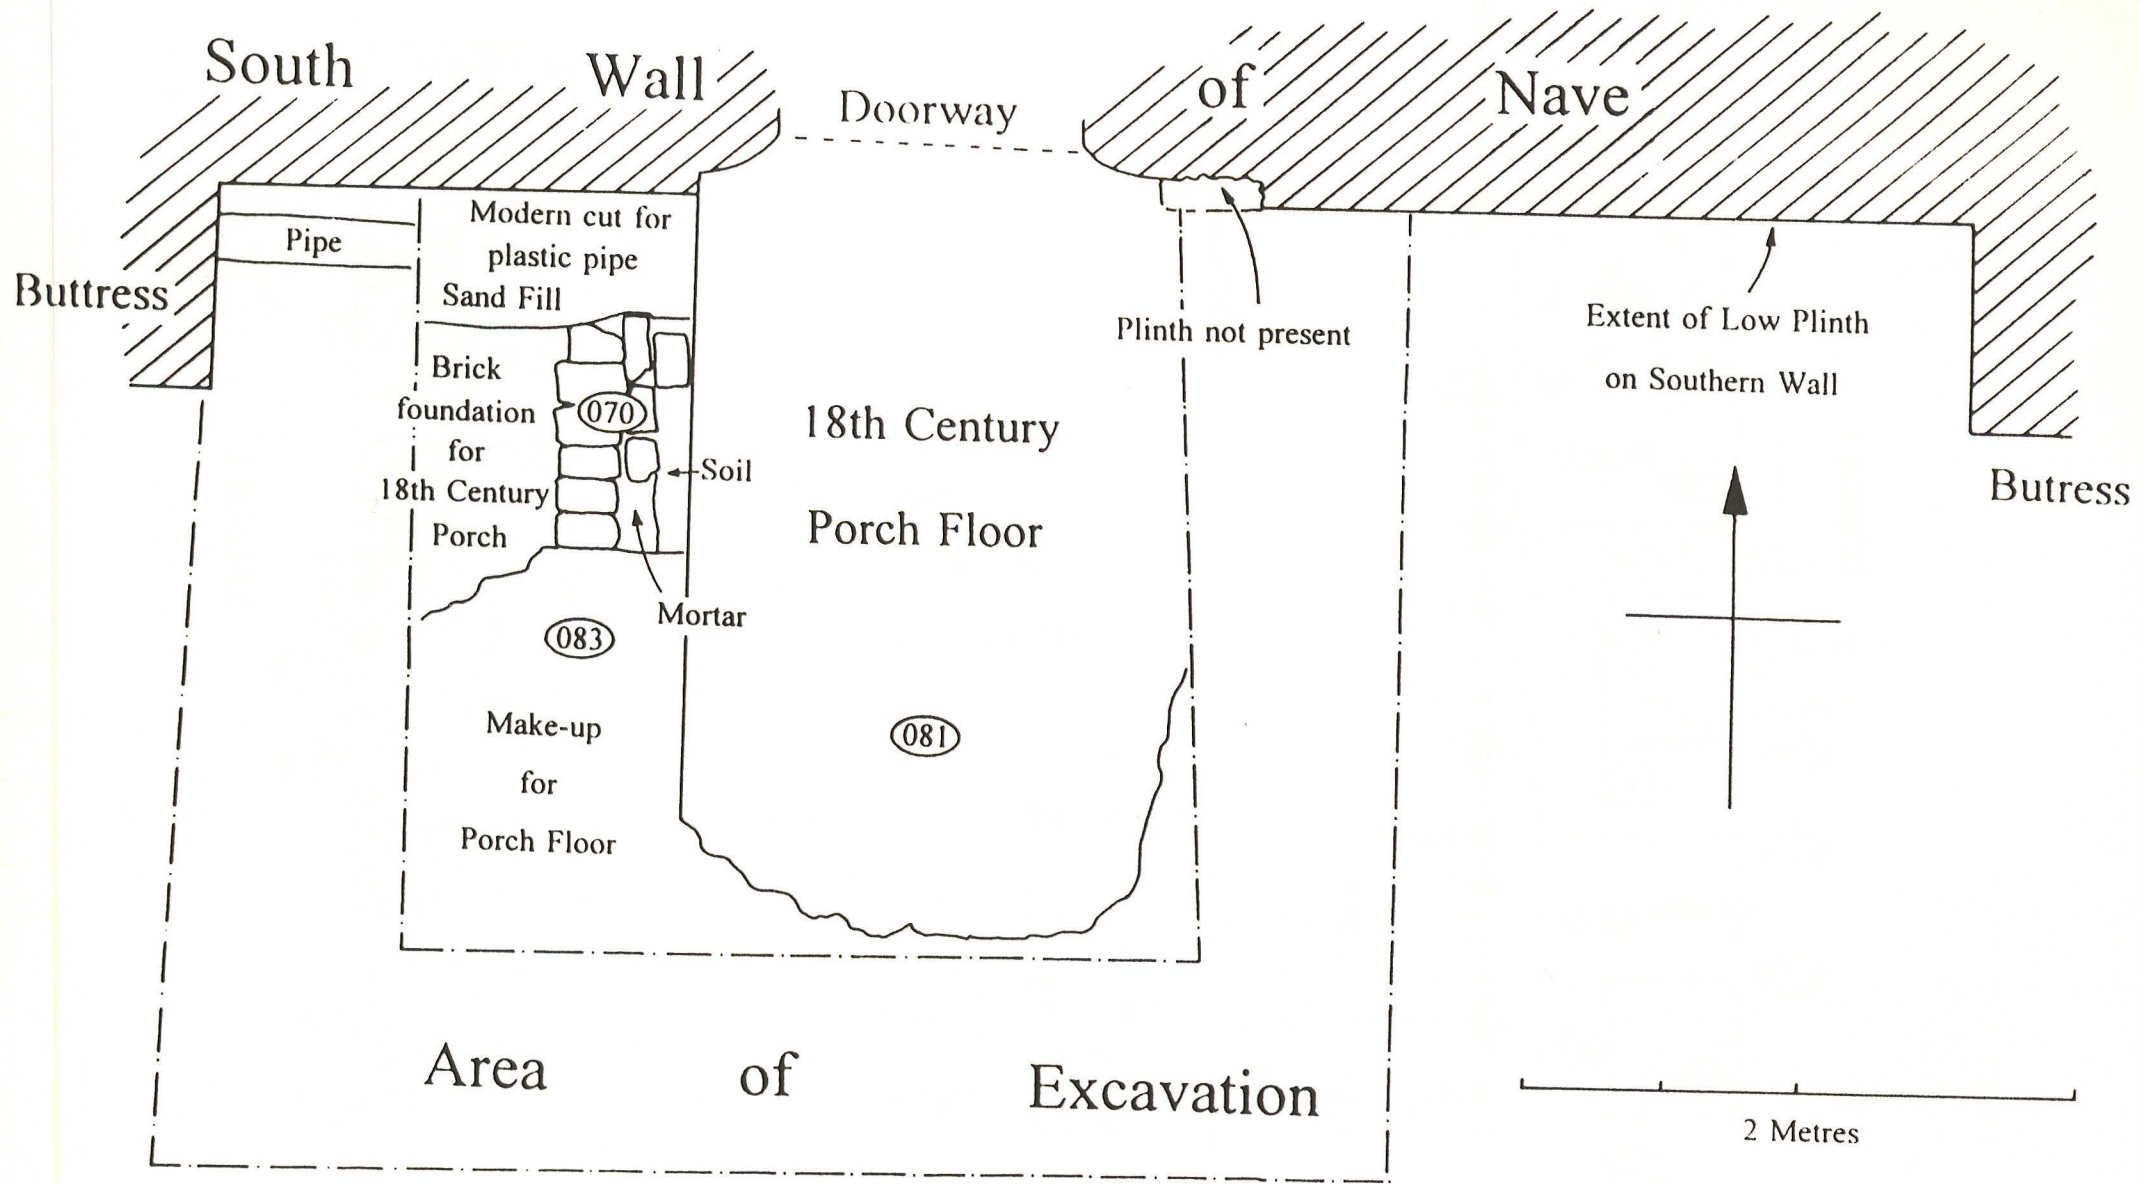 South Wall of Nave
Doorway
Modern cut for
plastic pipe
Sand Fill
Pipe
Buttress
Plinth not present
Extent of Low Plinth
on Southern Wall
Brick
foundation
for
18th Century
Porch
070
Soil
Mortar
18th Century
Porch Floor
Butress
083
Make-up
for
Porch Floor
081
Area of Excavation
2 Metres